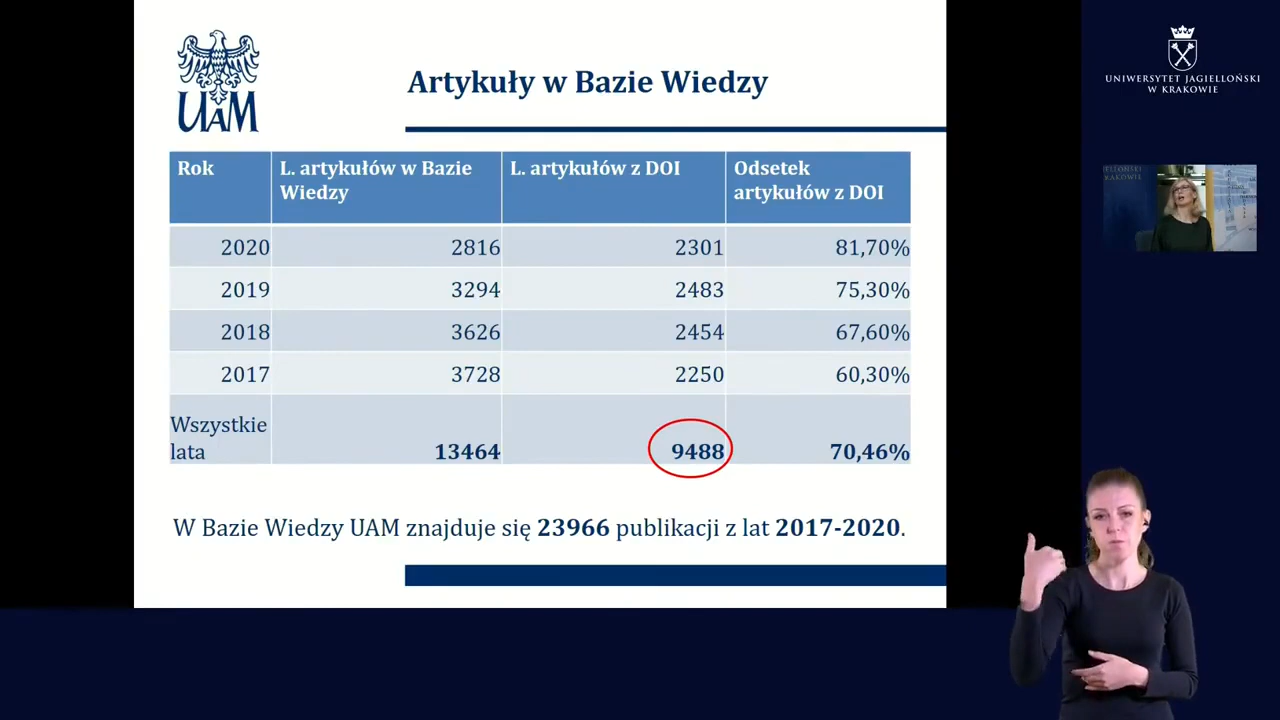 UAM
Artykuły w Bazie Wiedzy
Rok
L. artykułów w Bazie
Wiedzy
L. artykułów z DOI
Odsetek
artykułów z DOI
2020 2816 2301 81,70%
2019 3294 2483 75,30%
2018 3626 2454 67,60%
2017 3728 2250 60,30%
Wszystkie
lata 13464 9488 70,46%
W Bazie Wiedzy UAM znajduje się 23966 publikacji z lat 2017-2020.
UNIWERSYTET JAGIELLOŃSKI
W KRAKOWIE